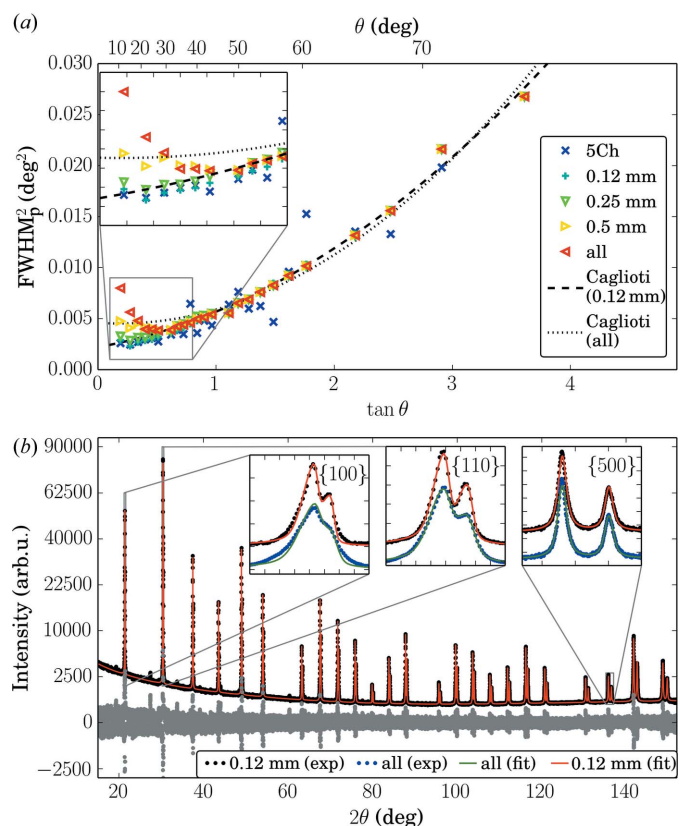 (a)
θ (deg)
10 20 30 40 50 60 70
0.030
0.025
0.020
0.015
0.010
0.005
0.000
FWHM²ₚ (deg⁻²)
5Ch
0.12 mm
0.25 mm
0.5 mm
all
Caglioti
(0.12 mm)
Caglioti
(all)
0 1 2 3 4
tan θ
(b)
90000
62500
40000
22500
10000
2500
0
−2500
Intensity (arb.u.)
{100}
{110}
{500}
0.12 mm (exp) all (exp) all (fit) 0.12 mm (fit)
20 40 60 80 100 120 140
2θ (deg)